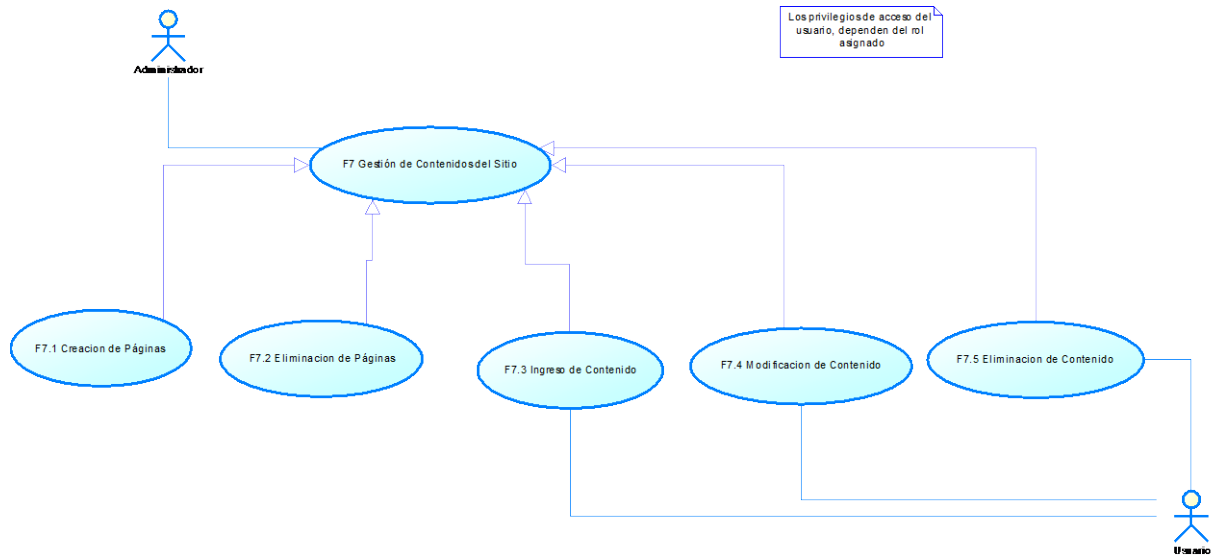 Los privilegios de acceso del
usuario, dependen del rol
asignado
Administrador
F7 Gestión de Contenidos del Sitio
F7.1 Creacion de Páginas
F7.2 Eliminacion de Páginas
F7.3 Ingreso de Contenido
F7.4 Modificacion de Contenido
F7.5 Eliminacion de Contenido
Usuario